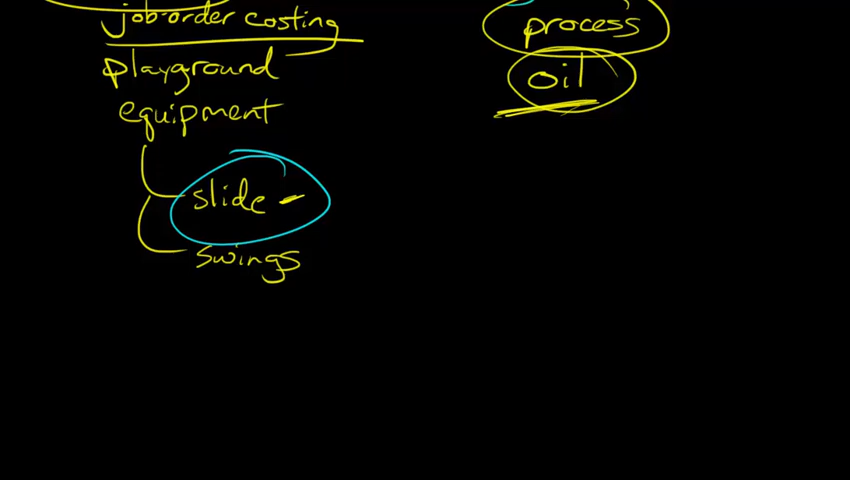 job-order costing
process
playground
oil
equipment
slide -
swings